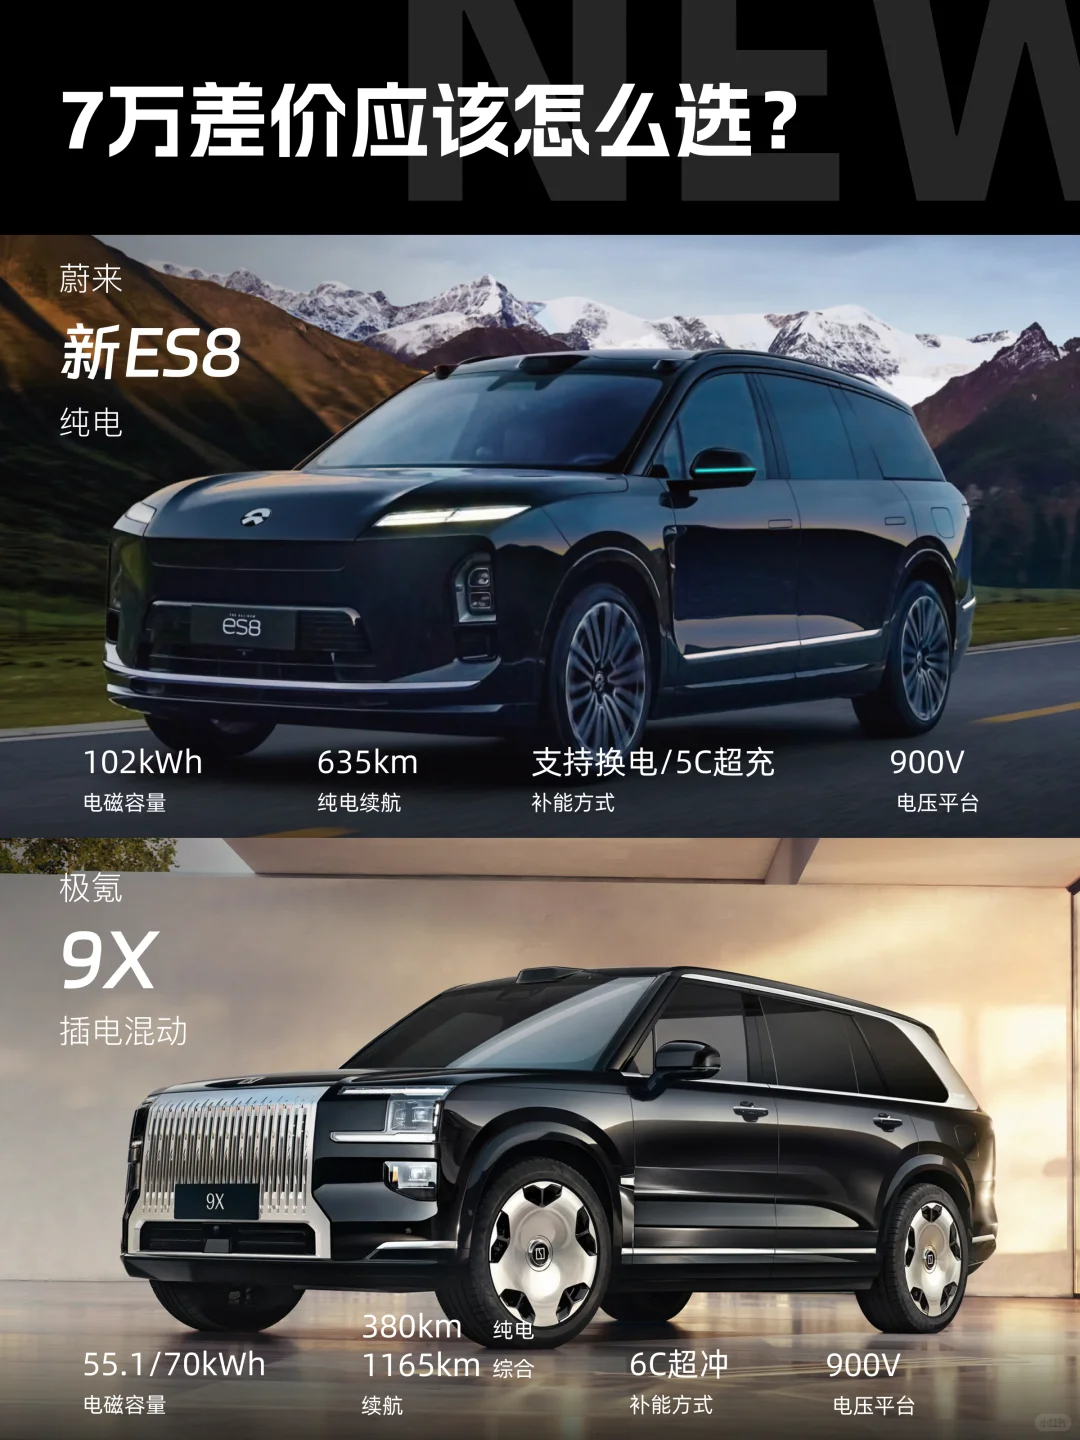 NEW
7万差价应该怎么选?
蔚来
新ES8
纯电
es8
102kWh
电磁容量
635km
纯电续航
支持换电/5C超充
补能方式
900V
电压平台
极氪
9X
插电混动
9X
55.1/70kWh
电磁容量
380km 纯电
1165km 综合
续航
6C超冲
补能方式
900V
电压平台
小红书